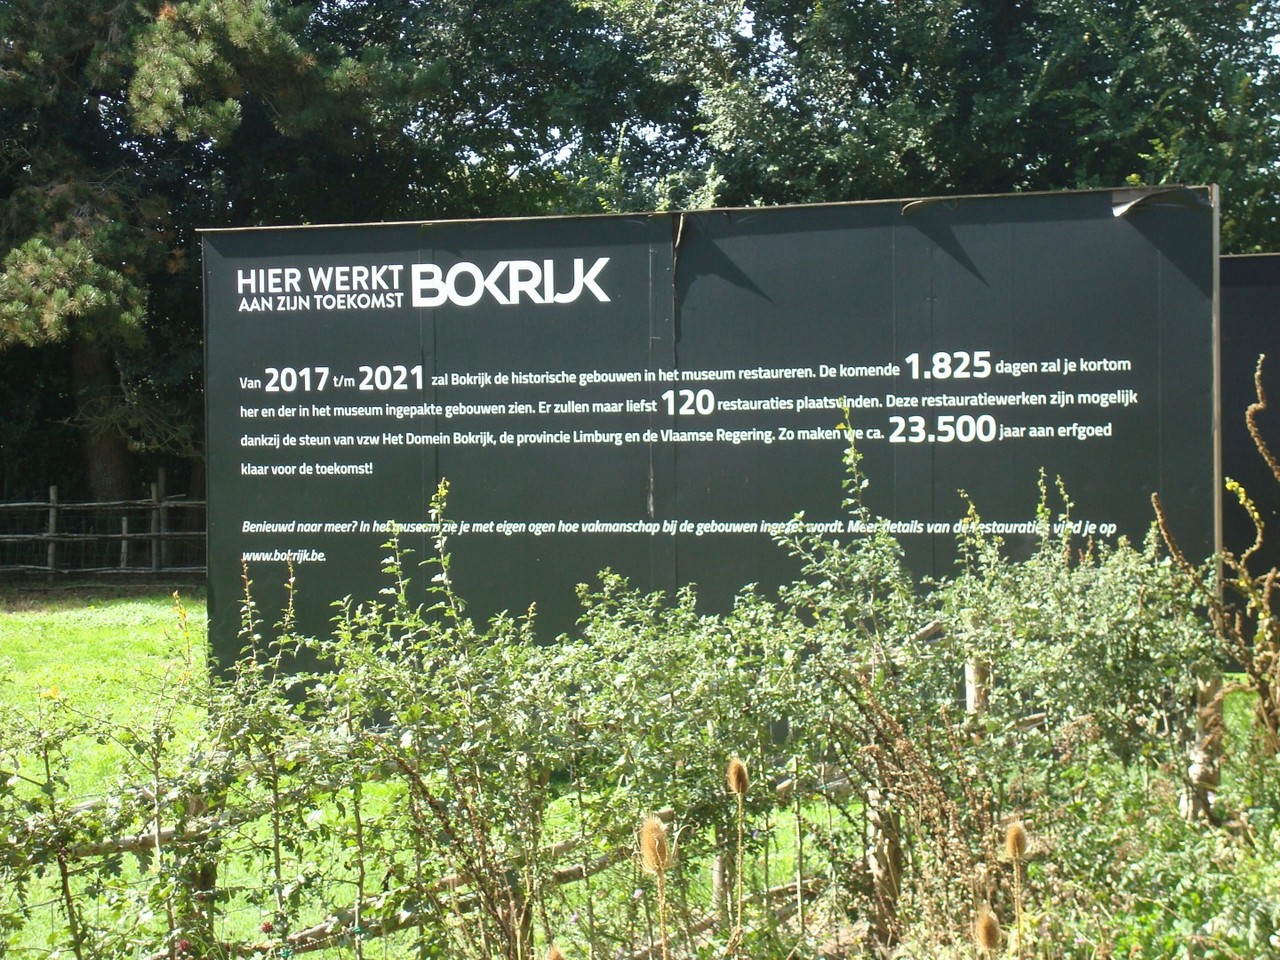 HIER WERKT BOKRIJK
AAN ZIJN TOEKOMST
Van 2017 t/m 2021 zal Bokrijk de historische gebouwen in het museum restaureren. De komende 1.825 dagen zal je kortom
her en der in het museum ingepakte gebouwen zien. Er zullen maar liefst 120 restauraties plaatsvinden. Deze restauratiewerken zijn mogelijk
dankzij de steun van vzw Het Domein Bokrijk, de provincie Limburg en de Vlaamse Regering. Zo maken we ca. 23.500 jaar aan erfgoed
klaar voor de toekomst!
Benieuwd naar meer? In het museum zie je met eigen ogen hoe vakmanschap bij de gebouwen ingezet wordt. Meer details van de restauraties vind je op
www.bokrijk.be.